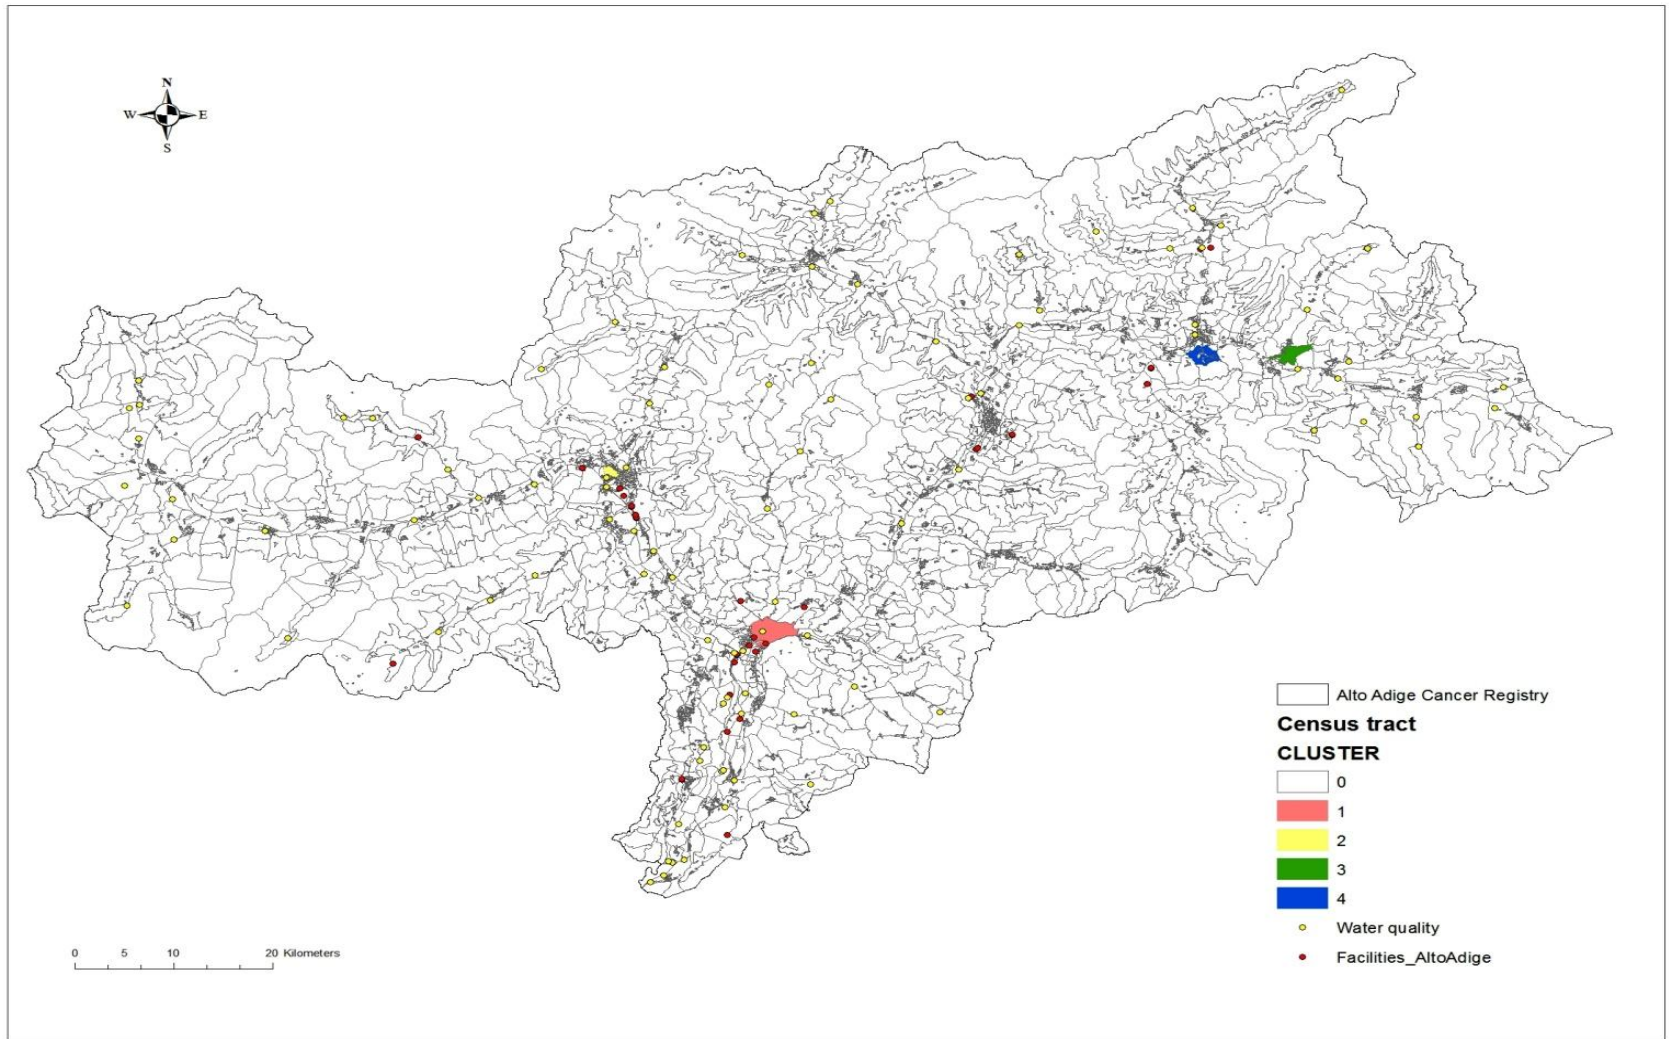 N
W E
S
Alto Adige Cancer Registry
Census tract
CLUSTER
0
1
2
3
4
Water quality
Facilities_AltoAdige
0 5 10 20 Kilometers